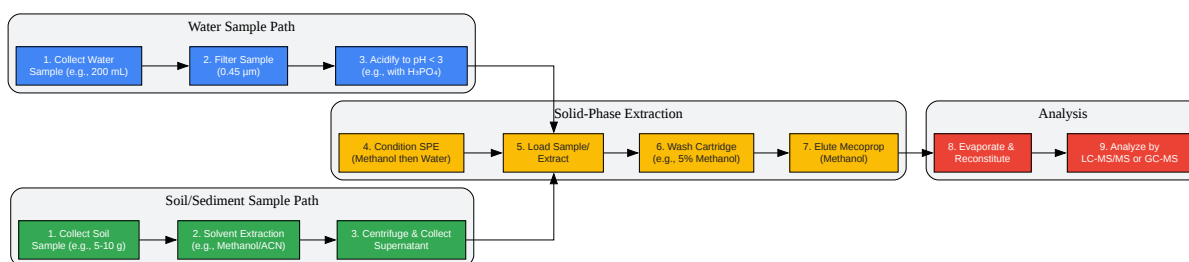 Water Sample Path
1. Collect Water
Sample (e.g., 200 mL)
2. Filter Sample
(0.45 µm)
3. Acidify to pH < 3
(e.g., with H₃PO₄)
Solid-Phase Extraction
4. Condition SPE
(Methanol then Water)
5. Load Sample/
Extract
6. Wash Cartridge
(e.g., 5% Methanol)
7. Elute Mecoprop
(Methanol)
Analysis
8. Evaporate &
Reconstitute
9. Analyze by
LC-MS/MS or GC-MS
Soil/Sediment Sample Path
1. Collect Soil
Sample (e.g., 5-10 g)
2. Solvent Extraction
(e.g., Methanol/ACN)
3. Centrifuge & Collect
Supernatant